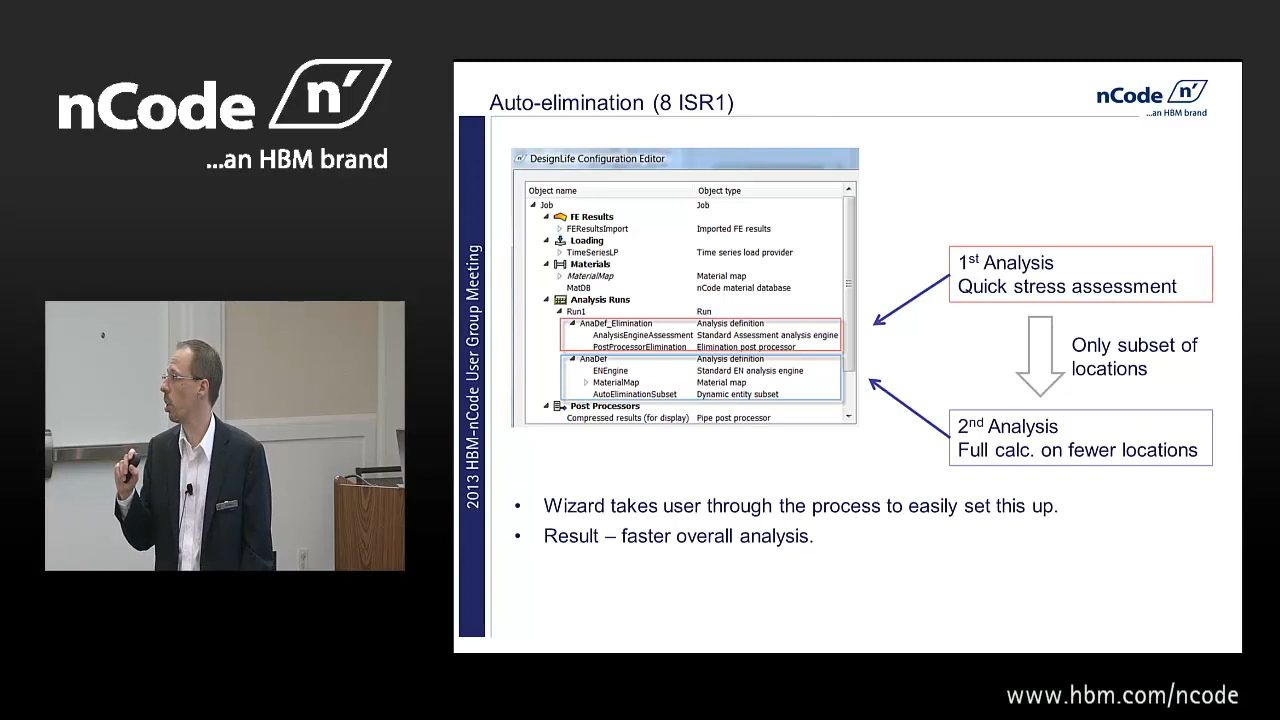 nCode n'
...an HBM brand
Auto-elimination (8 ISR1)
nCode n'
...an HBM brand
2013 HBM-nCode User Group Meeting
DesignLife Configuration Editor
Object name Object type
Job Job
FE Results
FEResultsImport Imported FE results
Loading
TimeSeriesLP Time series load provider
Materials
MaterialMap Material map
MatDB nCode material database
Analysis Runs
Run1 Run
AnaDef_Elimination Analysis definition
AnalysisEngineAssessment Standard Assessment analysis engine
PostProcessorElimination Elimination post processor
AnaDef Analysis definition
ENEngine Standard EN analysis engine
MaterialMap Material map
AutoEliminationSubset Dynamic entity subset
Post Processors
Compressed results (for display) Pipe post processor
1st Analysis
Quick stress assessment
Only subset of
locations
2nd Analysis
Full calc. on fewer locations
• Wizard takes user through the process to easily set this up.
• Result – faster overall analysis.
www.hbm.com/ncode